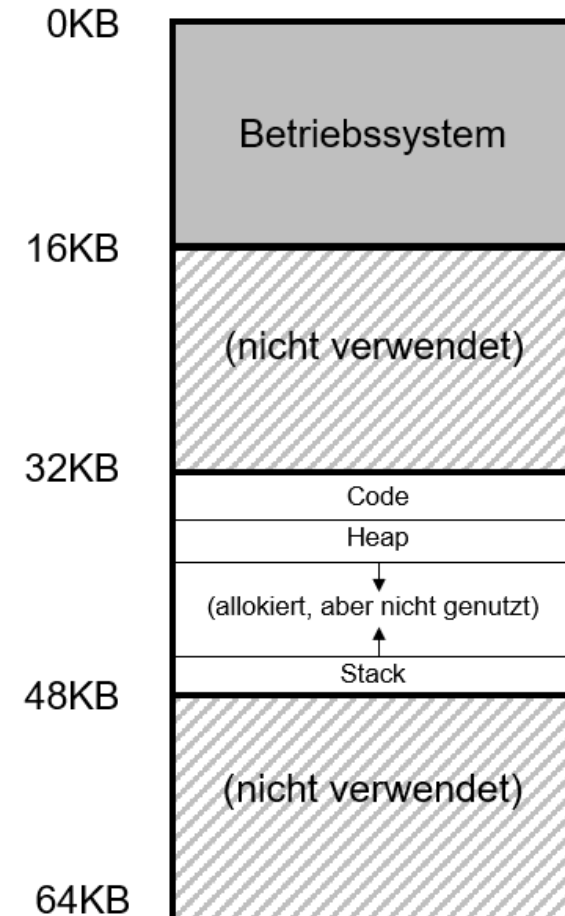 0KB
Betriebssystem
16KB
(nicht verwendet)
32KB
Code
Heap
(allokiert, aber nicht genutzt)
Stack
48KB
(nicht verwendet)
64KB